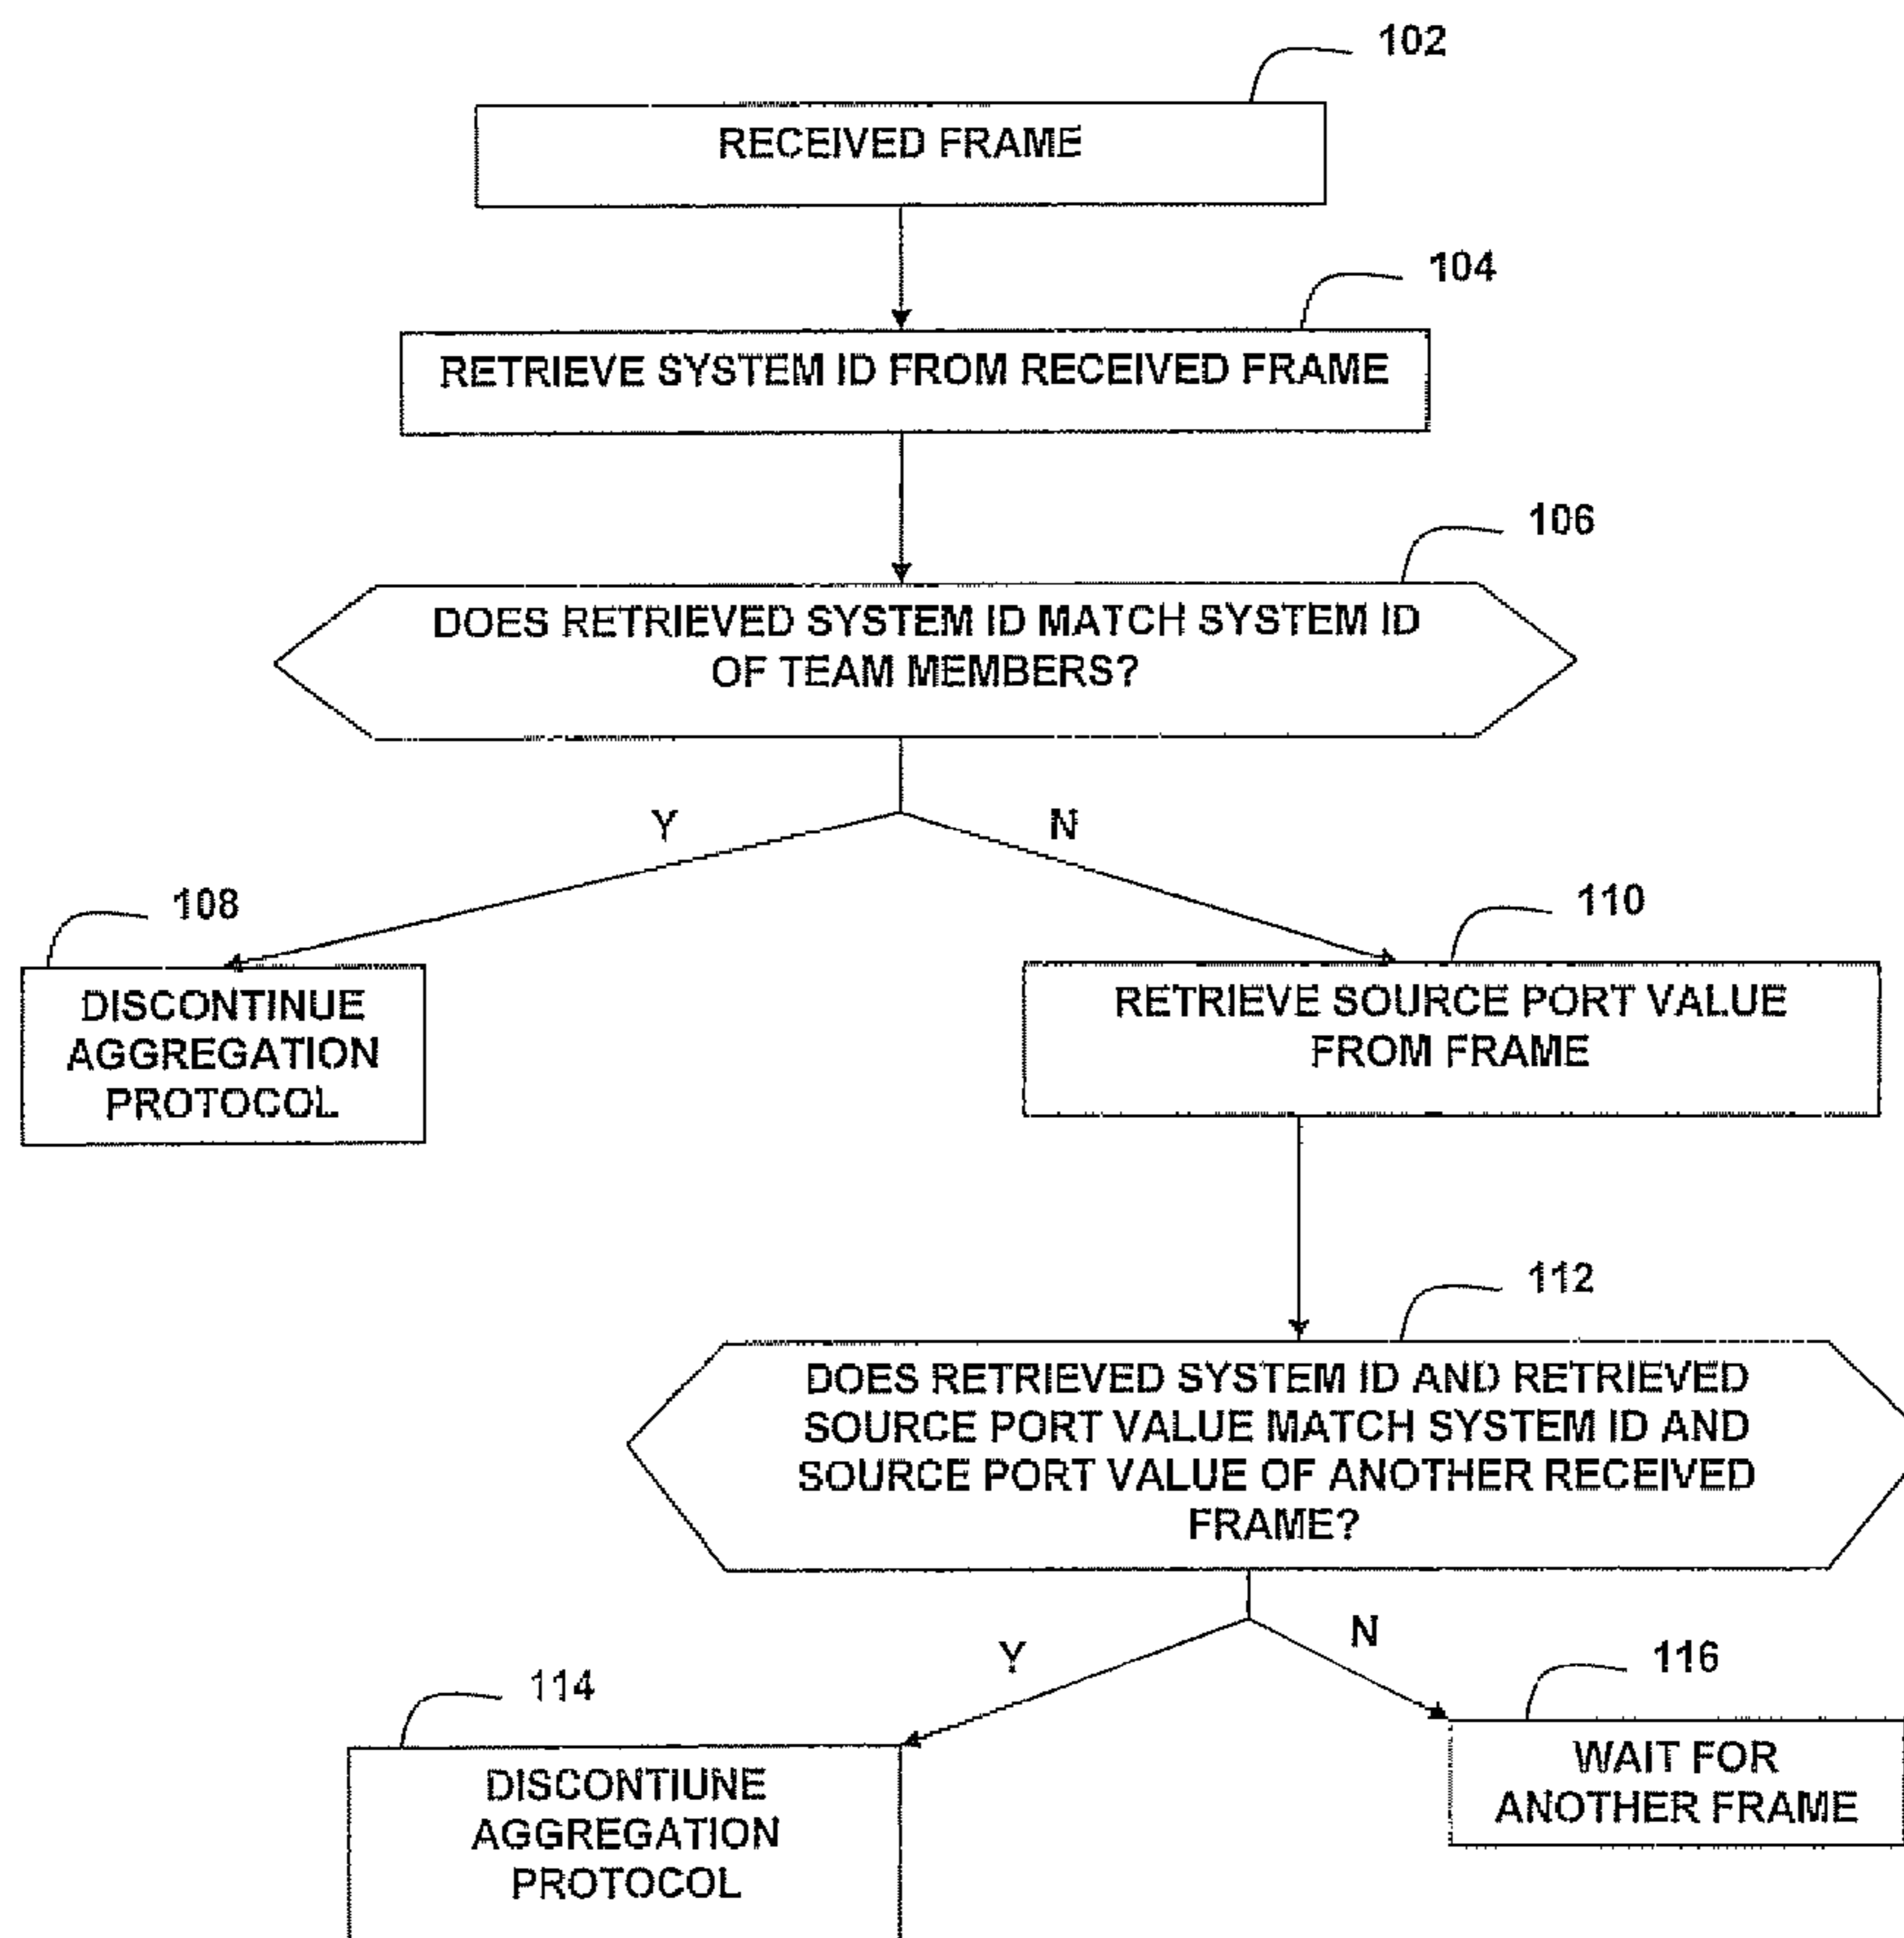 102
RECEIVED FRAME
104
RETRIEVE SYSTEM ID FROM RECEIVED FRAME
106
DOES RETRIEVED SYSTEM ID MATCH SYSTEM ID
OF TEAM MEMBERS?
Y
N
108
DISCONTINUE
AGGREGATION
PROTOCOL
110
RETRIEVE SOURCE PORT VALUE
FROM FRAME
112
DOES RETRIEVED SYSTEM ID AND RETRIEVED
SOURCE PORT VALUE MATCH SYSTEM ID AND
SOURCE PORT VALUE OF ANOTHER RECEIVED
FRAME?
Y
N
114
DISCONTIUNE
AGGREGATION
PROTOCOL
116
WAIT FOR
ANOTHER FRAME